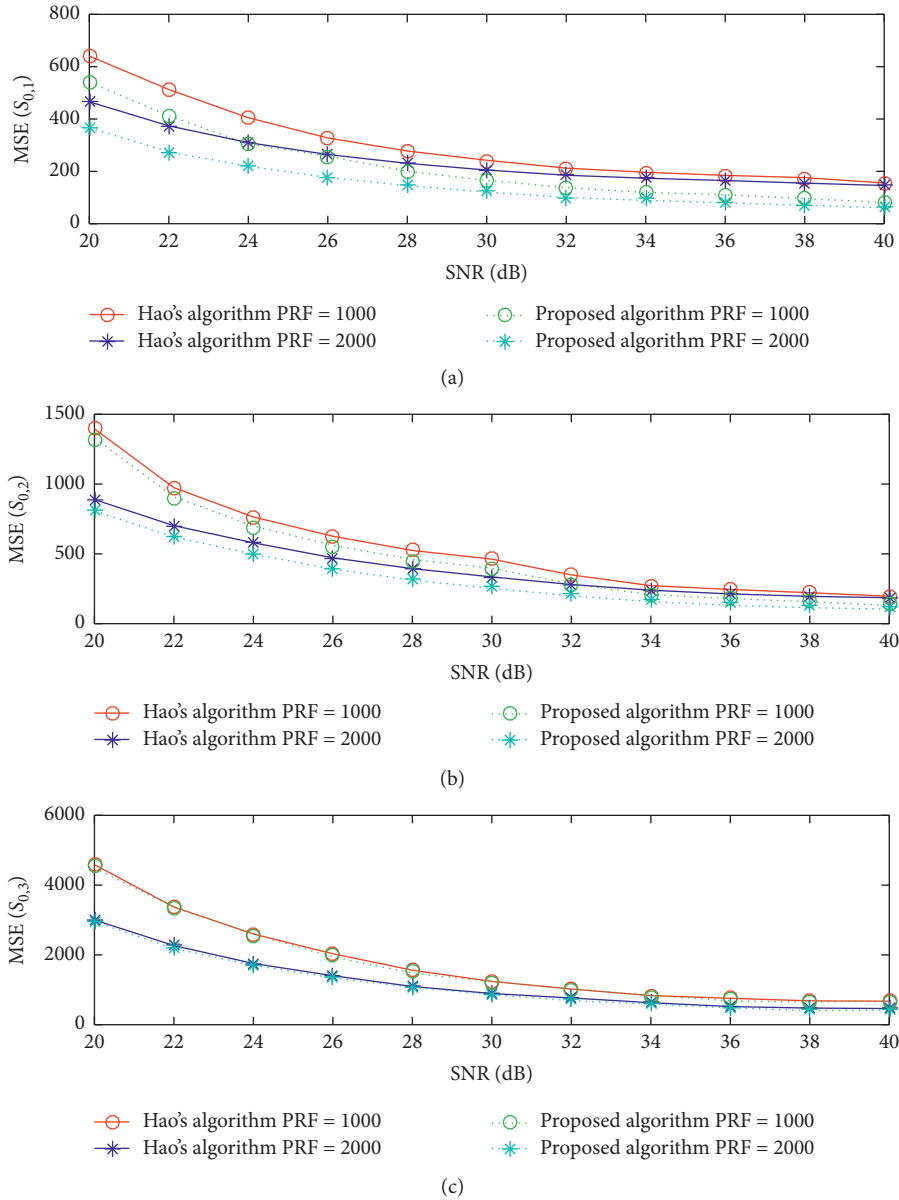 800
600
400
200
0
MSE (S0,1)
20 22 24 26 28 30 32 34 36 38 40
SNR (dB)
Hao's algorithm PRF = 1000
Hao's algorithm PRF = 2000
Proposed algorithm PRF = 1000
Proposed algorithm PRF = 2000
(a)
1500
1000
500
0
MSE (S0,2)
20 22 24 26 28 30 32 34 36 38 40
SNR (dB)
Hao's algorithm PRF = 1000
Hao's algorithm PRF = 2000
Proposed algorithm PRF = 1000
Proposed algorithm PRF = 2000
(b)
6000
4000
2000
0
MSE (S0,3)
20 22 24 26 28 30 32 34 36 38 40
SNR (dB)
Hao's algorithm PRF = 1000
Hao's algorithm PRF = 2000
Proposed algorithm PRF = 1000
Proposed algorithm PRF = 2000
(c)